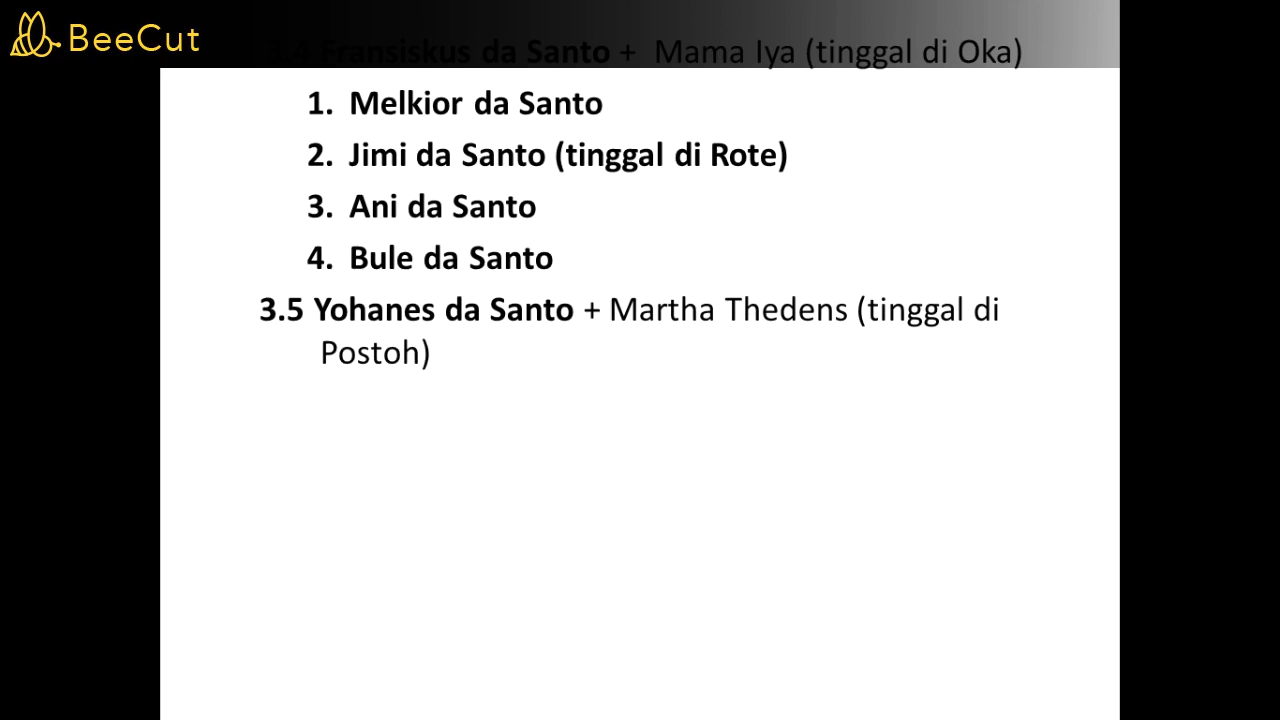 BeeCut
3.4 Fransiskus da Santo + Mama Iya (tinggal di Oka)
1. Melkior da Santo
2. Jimi da Santo (tinggal di Rote)
3. Ani da Santo
4. Bule da Santo
3.5 Yohanes da Santo + Martha Thedens (tinggal di
Postoh)